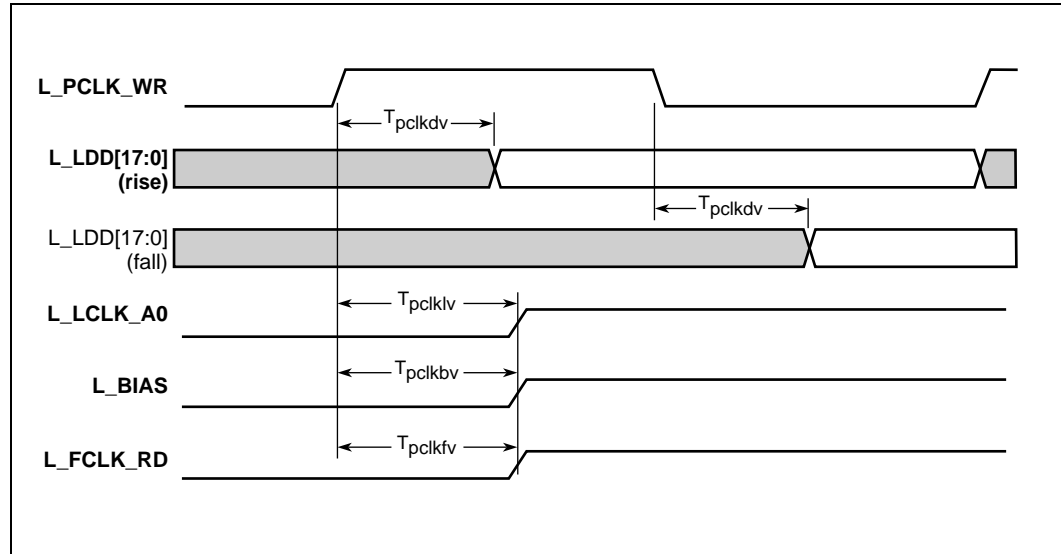 L_PCLK_WR
Tpclkdv
L_LDD[17:0]
(rise)
Tpclkdv
L_LDD[17:0]
(fall)
Tpclklv
L_LCLK_A0
Tpclkbv
L_BIAS
Tpclkfv
L_FCLK_RD